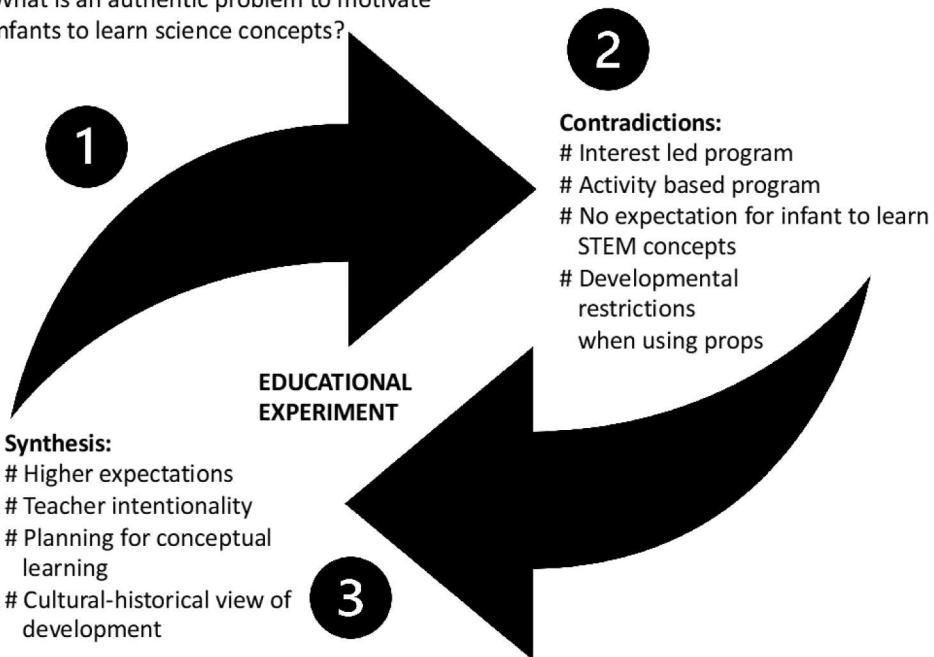 What is an authentic problem to motivate
infants to learn science concepts?
1
2
Contradictions:
# Interest led program
# Activity based program
# No expectation for infant to learn
STEM concepts
# Developmental
restrictions
when using props
EDUCATIONAL
EXPERIMENT
Synthesis:
# Higher expectations
# Teacher intentionality
# Planning for conceptual
learning
# Cultural-historical view of
development
3